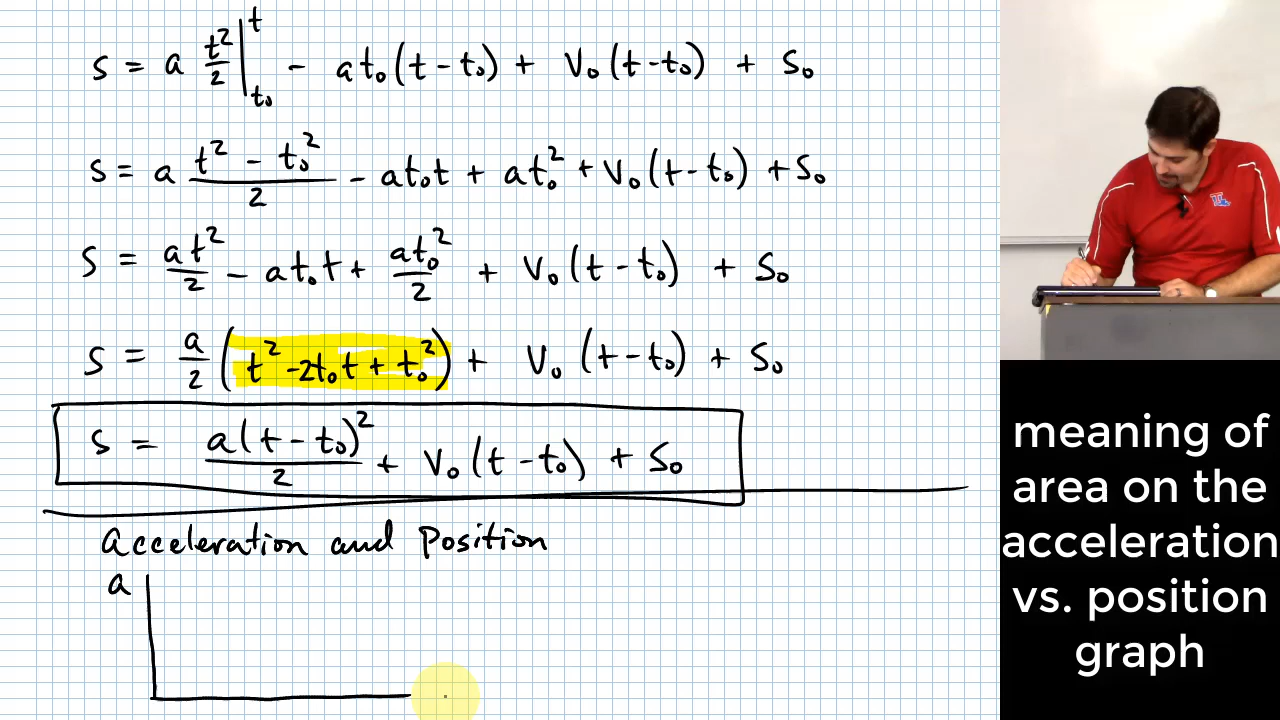 s = a t²/2 |ₜ₀ᵗ - at₀(t - t₀) + v₀(t - t₀) + s₀
s = a (t² - t₀²)/2 - at₀t + at₀² + v₀(t - t₀) + s₀
s = at²/2 - at₀t + at₀²/2 + v₀(t - t₀) + s₀
s = a/2 (t² - 2t₀t + t₀²) + v₀(t - t₀) + s₀
s = a(t - t₀)²/2 + v₀(t - t₀) + s₀
Acceleration and Position
a
meaning of
area on the
acceleration
vs. position
graph